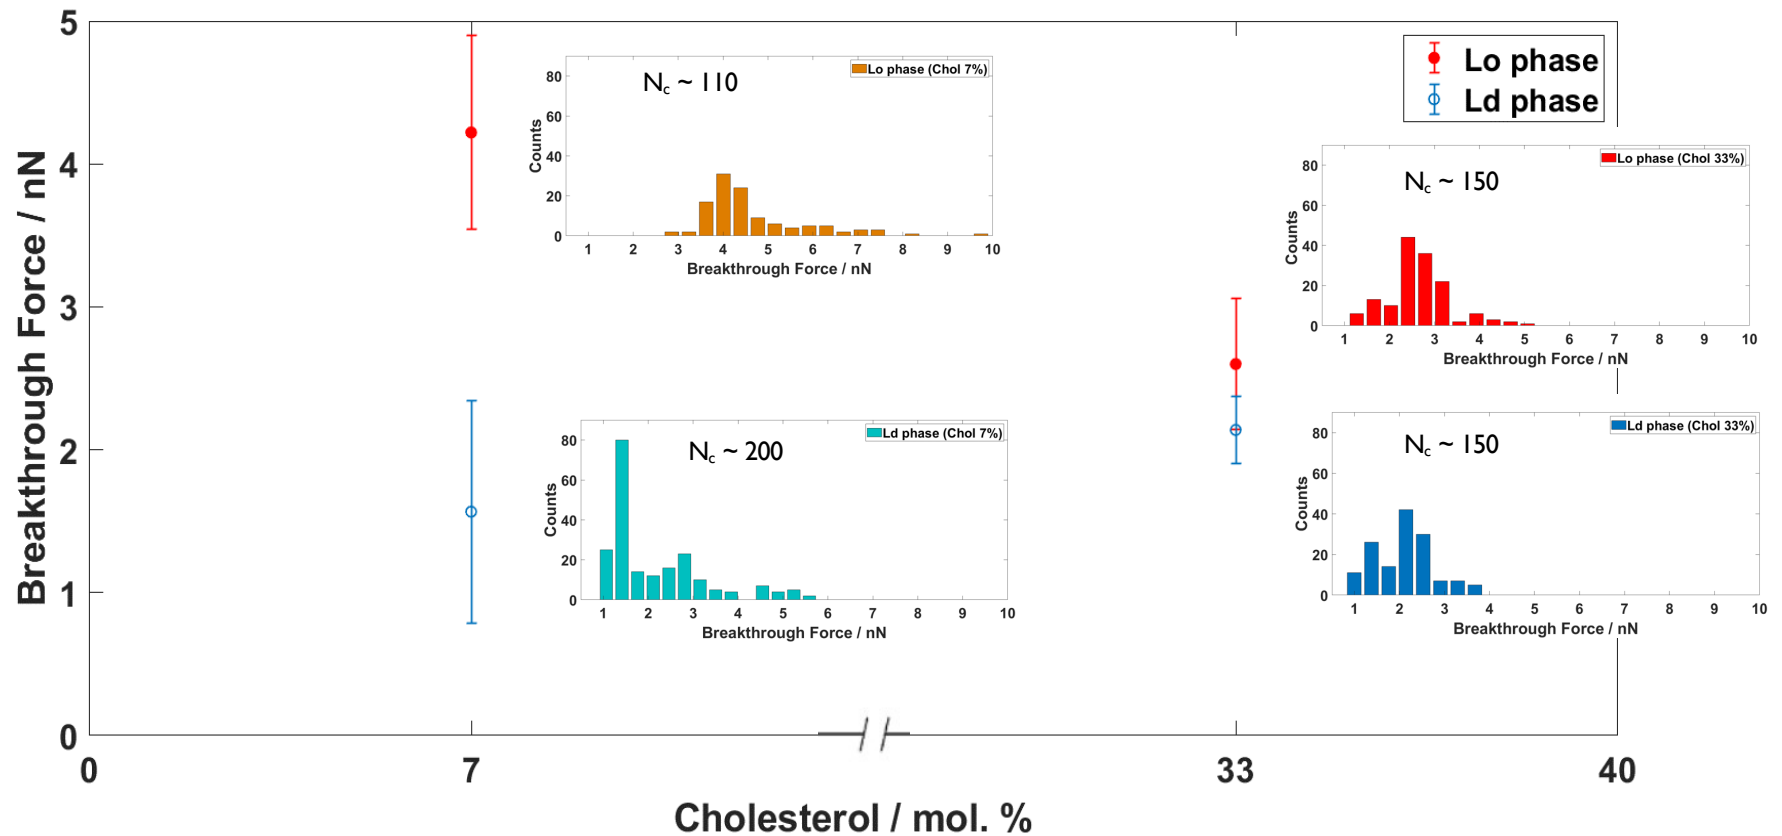 5
4
3
2
1
0
Breakthrough Force / nN
0
7
33
40
Cholesterol / mol. %
Lo phase
Ld phase
Lo phase (Chol 7%)
N_c ~ 110
80
60
40
20
0
Counts
1 2 3 4 5 6 7 8 9 10
Breakthrough Force / nN
Ld phase (Chol 7%)
N_c ~ 200
80
60
40
20
0
Counts
1 2 3 4 5 6 7 8 9 10
Breakthrough Force / nN
Lo phase (Chol 33%)
N_c ~ 150
80
60
40
20
0
Counts
1 2 3 4 5 6 7 8 9 10
Breakthrough Force / nN
Ld phase (Chol 33%)
N_c ~ 150
80
60
40
20
0
Counts
1 2 3 4 5 6 7 8 9 10
Breakthrough Force / nN